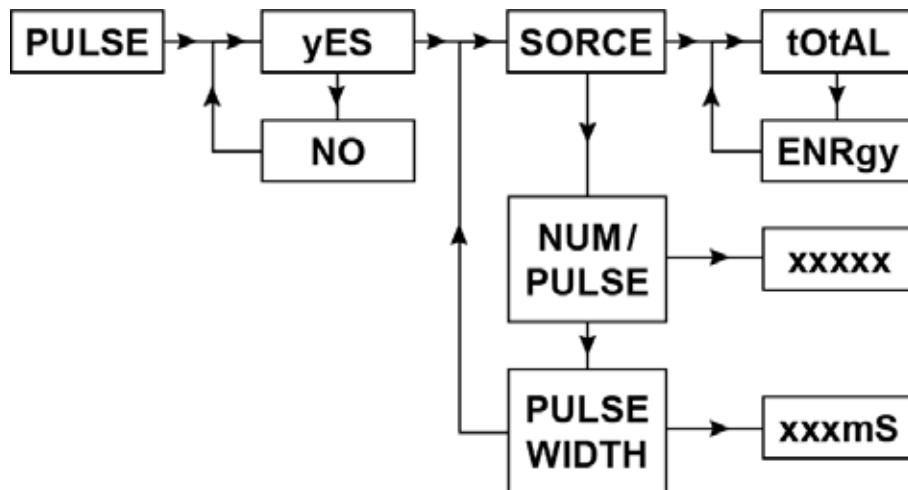 PULSE
yES
SORCE
tOtAL
NO
ENRgy
NUM/
PULSE
xxxxx
PULSE
WIDTH
xxxmS